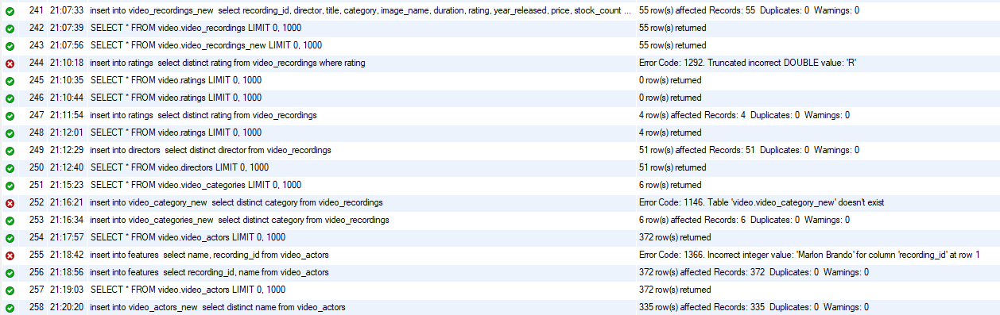 241 21:07:33 insert into video_recordings_new select recording_id, director, title, category, image_name, duration, rating, year_released, price, stock_count ... 55 row(s) affected Records: 55 Duplicates: 0 Warnings: 0
242 21:07:39 SELECT * FROM video.video_recordings LIMIT 0, 1000 55 row(s) returned
243 21:07:56 SELECT * FROM video.video_recordings_new LIMIT 0, 1000 55 row(s) returned
244 21:10:18 insert into ratings select distinct rating from video_recordings where rating Error Code: 1292. Truncated incorrect DOUBLE value: 'R'
245 21:10:35 SELECT * FROM video.ratings LIMIT 0, 1000 0 row(s) returned
246 21:10:44 SELECT * FROM video.ratings LIMIT 0, 1000 0 row(s) returned
247 21:11:54 insert into ratings select distinct rating from video_recordings 4 row(s) affected Records: 4 Duplicates: 0 Warnings: 0
248 21:12:01 SELECT * FROM video.ratings LIMIT 0, 1000 4 row(s) returned
249 21:12:29 insert into directors select distinct director from video_recordings 51 row(s) affected Records: 51 Duplicates: 0 Warnings: 0
250 21:12:40 SELECT * FROM video.directors LIMIT 0, 1000 51 row(s) returned
251 21:15:23 SELECT * FROM video.video_categories LIMIT 0, 1000 6 row(s) returned
252 21:16:21 insert into video_category_new select distinct category from video_recordings Error Code: 1146. Table 'video.video_category_new' doesn't exist
253 21:16:34 insert into video_categories_new select distinct category from video_recordings 6 row(s) affected Records: 6 Duplicates: 0 Warnings: 0
254 21:17:57 SELECT * FROM video.video_actors LIMIT 0, 1000 372 row(s) returned
255 21:18:42 insert into features select name, recording_id from video_actors Error Code: 1366. Incorrect integer value: 'Marlon Brando' for column 'recording_id' at row 1
256 21:18:56 insert into features select recording_id, name from video_actors 372 row(s) affected Records: 372 Duplicates: 0 Warnings: 0
257 21:19:03 SELECT * FROM video.video_actors LIMIT 0, 1000 372 row(s) returned
258 21:20:20 insert into video_actors_new select distinct name from video_actors 335 row(s) affected Records: 335 Duplicates: 0 Warnings: 0